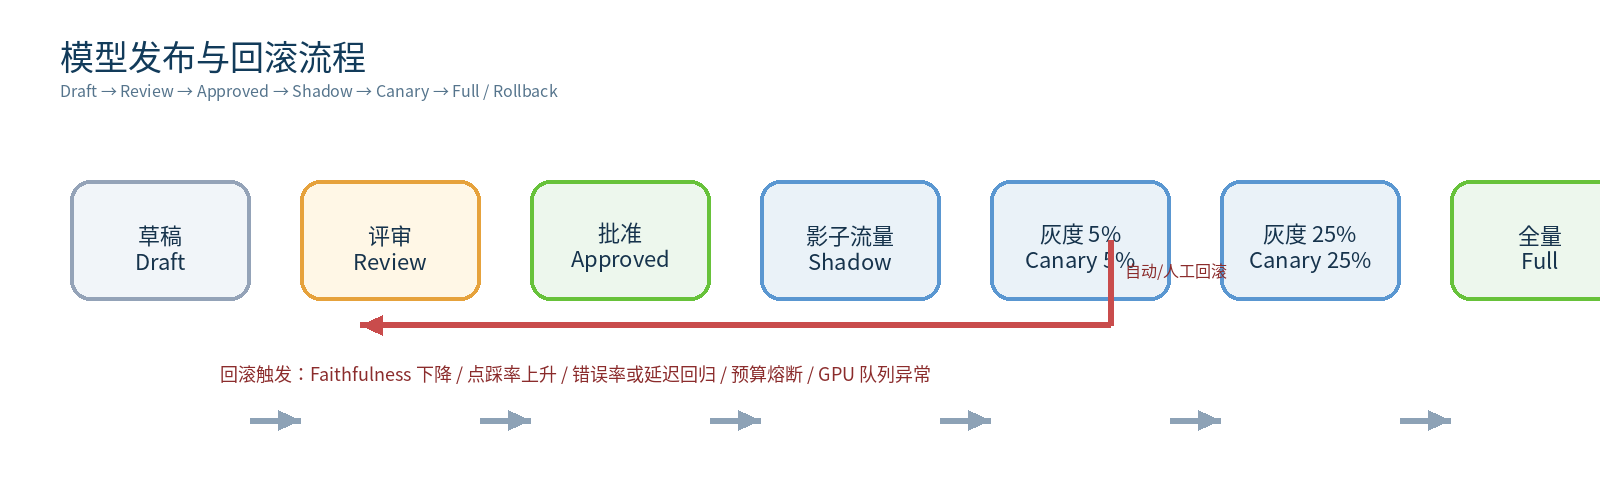 模型发布与回滚流程
Draft → Review → Approved → Shadow → Canary → Full / Rollback
草稿
Draft
评审
Review
批准
Approved
影子流量
Shadow
灰度 5%
Canary 5%
自动/人工回滚
灰度 25%
Canary 25%
全量
Full
回滚触发：Faithfulness 下降 / 点踩率上升 / 错误率或延迟回归 / 预算熔断 / GPU 队列异常